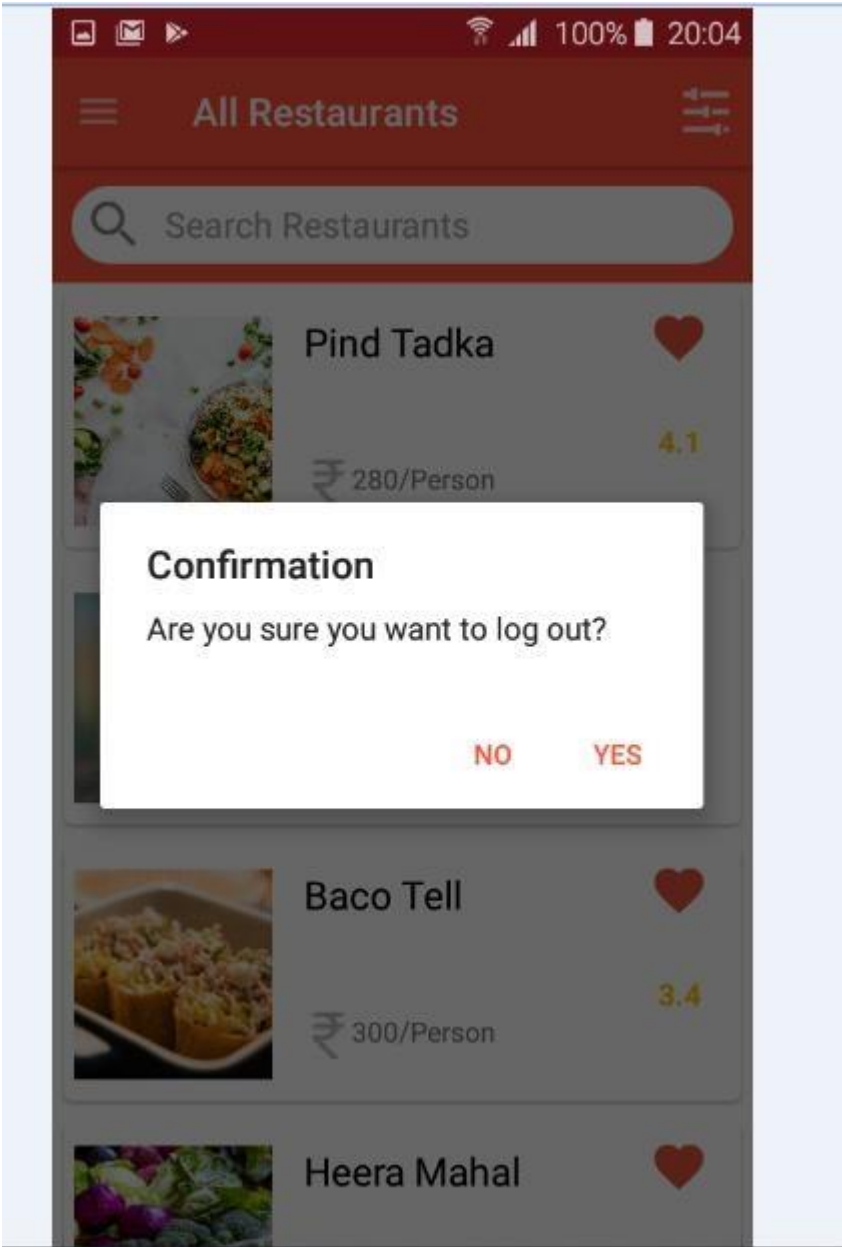 100% 20:04
All Restaurants
Search Restaurants
Pind Tadka
4.1
₹ 280/Person
Confirmation
Are you sure you want to log out?
NO YES
Baco Tell
3.4
₹ 300/Person
Heera Mahal